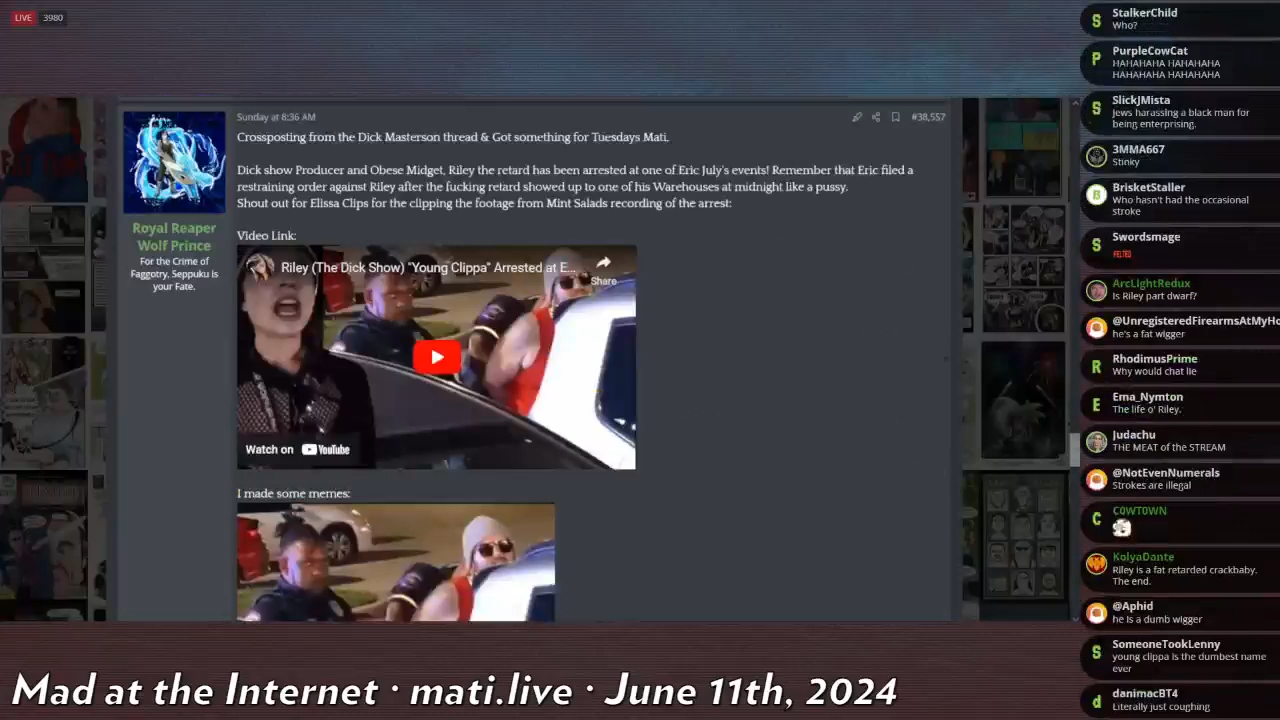 LIVE 3980
Sunday at 8:36 AM
#38,557
Crossposting from the Dick Masterson thread & Got something for Tuesdays Mati.
Dick show Producer and Obese Midget, Riley the retard has been arrested at one of Eric July's events! Remember that Eric filed a
restraining order against Riley after the fucking retard showed up to one of his Warehouses at midnight like a pussy.
Shout out for Elissa Clips for the clipping the footage from Mint Salads recording of the arrest:
Royal Reaper
Wolf Prince
For the Crime of
Faggotry, Seppuku is
your Fate.
Video Link:
Riley (The Dick Show) "Young Clippa" Arrested at E...
Share
Watch on YouTube
I made some memes:
StalkerChild
Who?
PurpleCowCat
HAHAHAHA HAHAHAHA
HAHAHAHA HAHAHAHA
SlickJMista
Jews harassing a black man for
being enterprising.
3MMA667
Stinky
BrisketStaller
Who hasn't had the occasional
stroke
Swordsmage
ArcLightRedux
Is Riley part dwarf?
@UnregisteredFirearmsAtMyHo
he's a fat wigger
RhodimusPrime
Why would chat lie
Ema_Nymton
The life o' Riley.
Judachu
THE MEAT of the STREAM
@NotEvenNumerals
Strokes are illegal
C0WT0WN
KolyaDante
Riley is a fat retarded crackbaby.
The end.
@Aphid
he is a dumb wigger
SomeoneTookLenny
young clippa is the dumbest name
ever
danimacBT4
Literally just coughing
Mad at the Internet · mati.live · June 11th, 2024